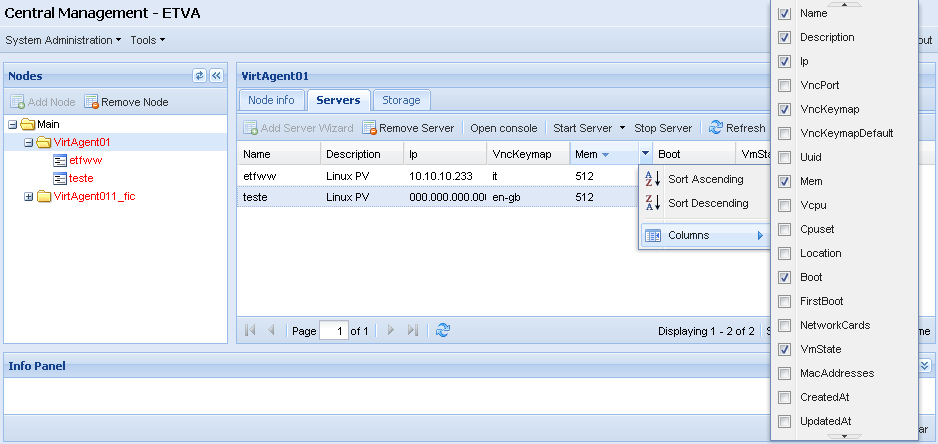 Central Management - ETVA
System Administration Tools
Nodes
Add Node Remove Node
Main
VirtAgent01
etfww
teste
VirtAgent011_fic
VirtAgent01
Node info Servers Storage
Add Server Wizard Remove Server Open console Start Server Stop Server Refresh
Name Description Ip VncKeymap Mem Boot
etfww Linux PV 10.10.10.233 it 512
teste Linux PV 000.000.000.00 en-gb 512
Sort Ascending
Sort Descending
Columns
Page 1 of 1 Displaying 1 - 2 of 2
Name
Description
Ip
VncPort
VncKeymap
VncKeymapDefault
Uuid
Mem
Vcpu
Cpuset
Location
Boot
FirstBoot
NetworkCards
VmState
MacAddresses
CreatedAt
UpdatedAt
Info Panel